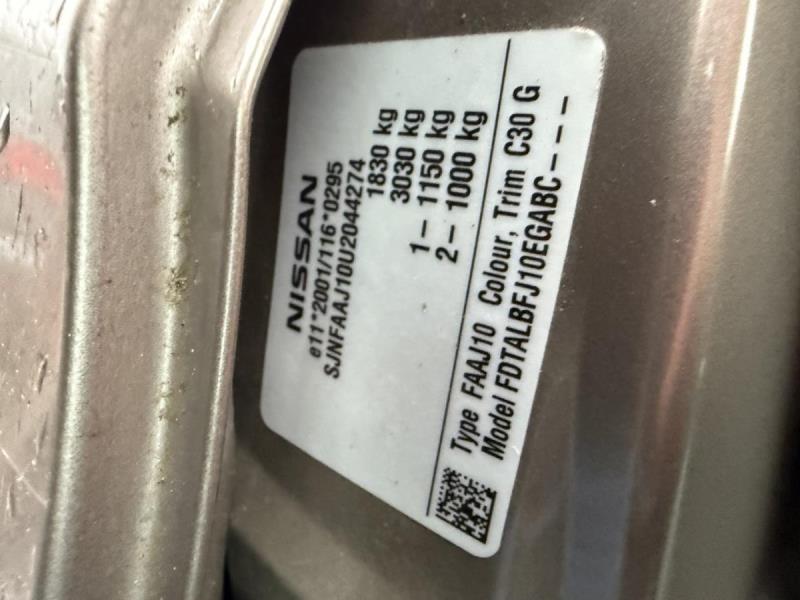 NISSAN
e11*2001/116*0295
SJNFAAJ10U2044274
1830 kg
3030 kg
1- 1150 kg
2- 1000 kg
Type FAAJ10 Colour, Trim C30 G
Model FDTALBFJ10EGABC---